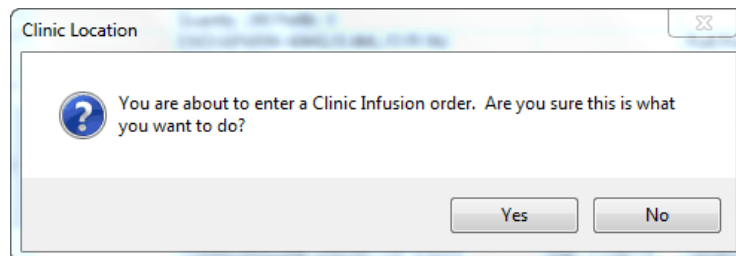 Clinic Location
You are about to enter a Clinic Infusion order.  Are you sure this is what
you want to do?
Yes
No